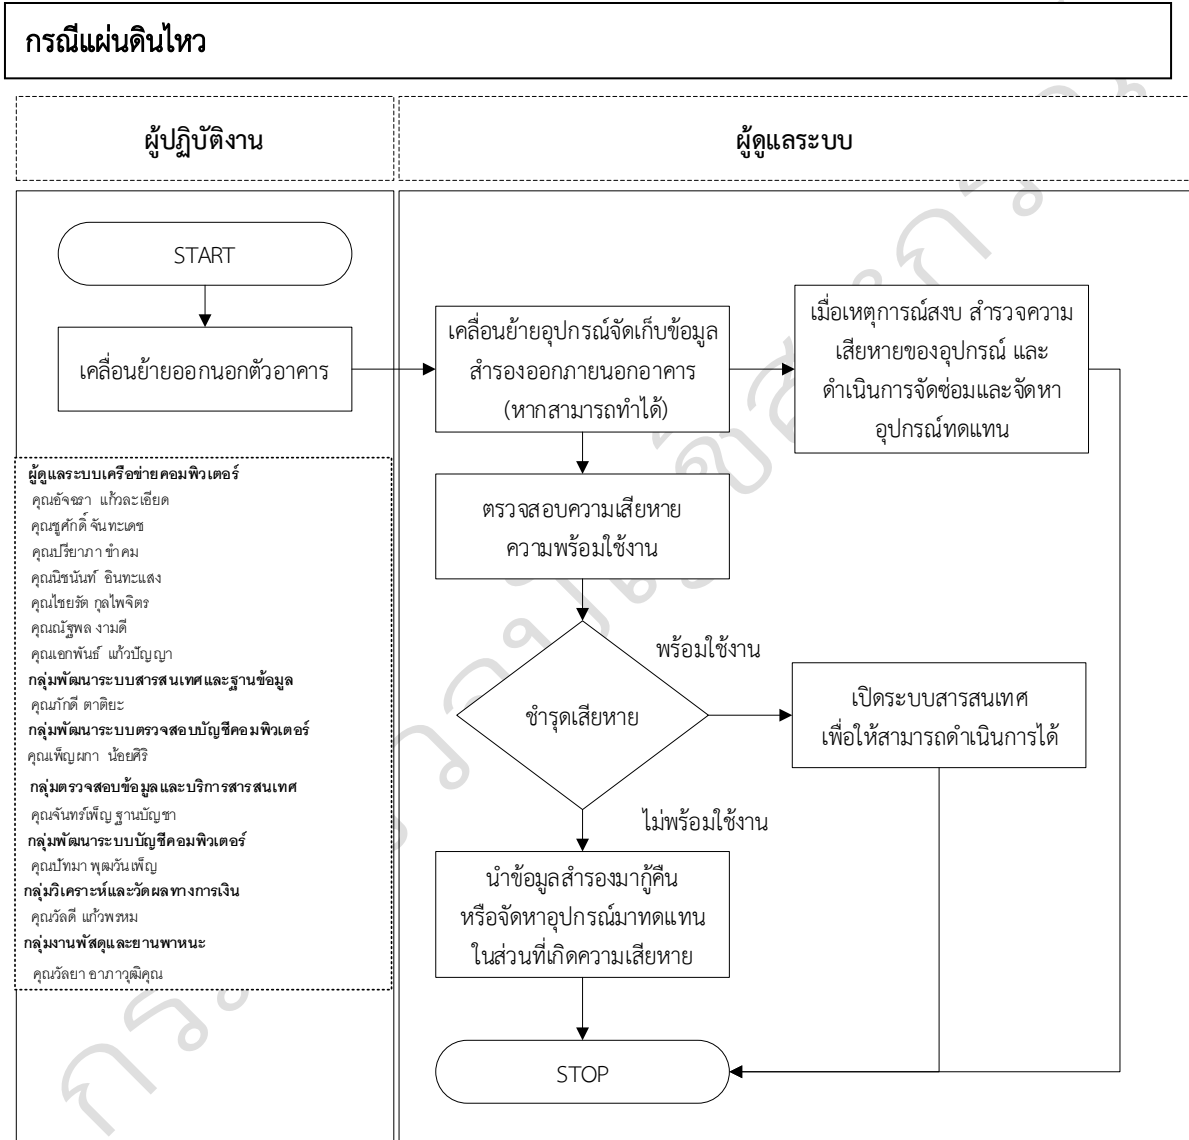 กรณีแผ่นดินไหว
ผู้ปฏิบัติงาน
ผู้ดูแลระบบ
START
เคลื่อนย้ายออกนอกตัวอาคาร
เคลื่อนย้ายอุปกรณ์จัดเก็บข้อมูล
สำรองออกภายนอกอาคาร
(หากสามารถทำได้)
เมื่อเหตุการณ์สงบ สำรวจความ
เสียหายของอุปกรณ์ และ
ดำเนินการจัดซ่อมและจัดหา
อุปกรณ์ทดแทน
ตรวจสอบความเสียหาย
ความพร้อมใช้งาน
ชำรุดเสียหาย
พร้อมใช้งาน
เปิดระบบสารสนเทศ
เพื่อให้สามารถดำเนินการได้
ไม่พร้อมใช้งาน
นำข้อมูลสำรองมากู้คืน
หรือจัดหาอุปกรณ์มาทดแทน
ในส่วนที่เกิดความเสียหาย
STOP
ผู้ดูแลระบบเครือข่ายคอมพิวเตอร์
คุณอัจฉรา แก้วละเอียด
คุณชูศักดิ์ จันทะเดช
คุณปรียาภา ขำคม
คุณนิชนันท์ อินทะแสง
คุณไชยรัต กุลไพจิตร
คุณณัฐพล งามดี
คุณเอกพันธ์ แก้วปัญญา
กลุ่มพัฒนาระบบสารสนเทศและฐานข้อมูล
คุณภักดี ตาติยะ
กลุ่มพัฒนาระบบตรวจสอบบัญชีคอมพิวเตอร์
คุณเพ็ญผกา น้อยศิริ
กลุ่มตรวจสอบข้อมูลและบริการสารสนเทศ
คุณจันทร์เพ็ญ ฐานบัญชา
กลุ่มพัฒนาระบบบัญชีคอมพิวเตอร์
คุณปัทมา พุฒวันเพ็ญ
กลุ่มวิเคราะห์และวัดผลทางการเงิน
คุณวัลดี แก้วพรหม
กลุ่มงานพัสดุและยานพาหนะ
คุณวัลยา อาภาวุฒิคุณ